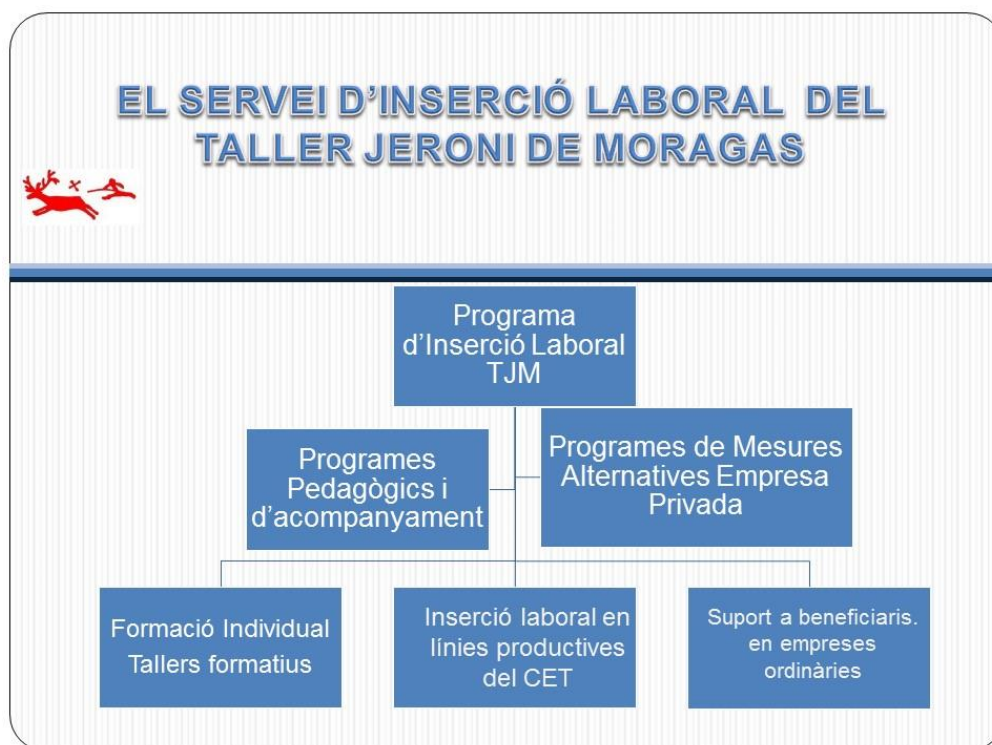 EL SERVEI D'INSERCIÓ LABORAL DEL
TALLER JERONI DE MORAGAS
Programa
d'Inserció Laboral
TJM
Programes
Pedagògics i
d'acompanyament
Programes de Mesures
Alternatives Empresa
Privada
Formació Individual
Tallers formatius
Inserció laboral en
línies productives
del CET
Suport a beneficiaris.
en empreses
ordinàries